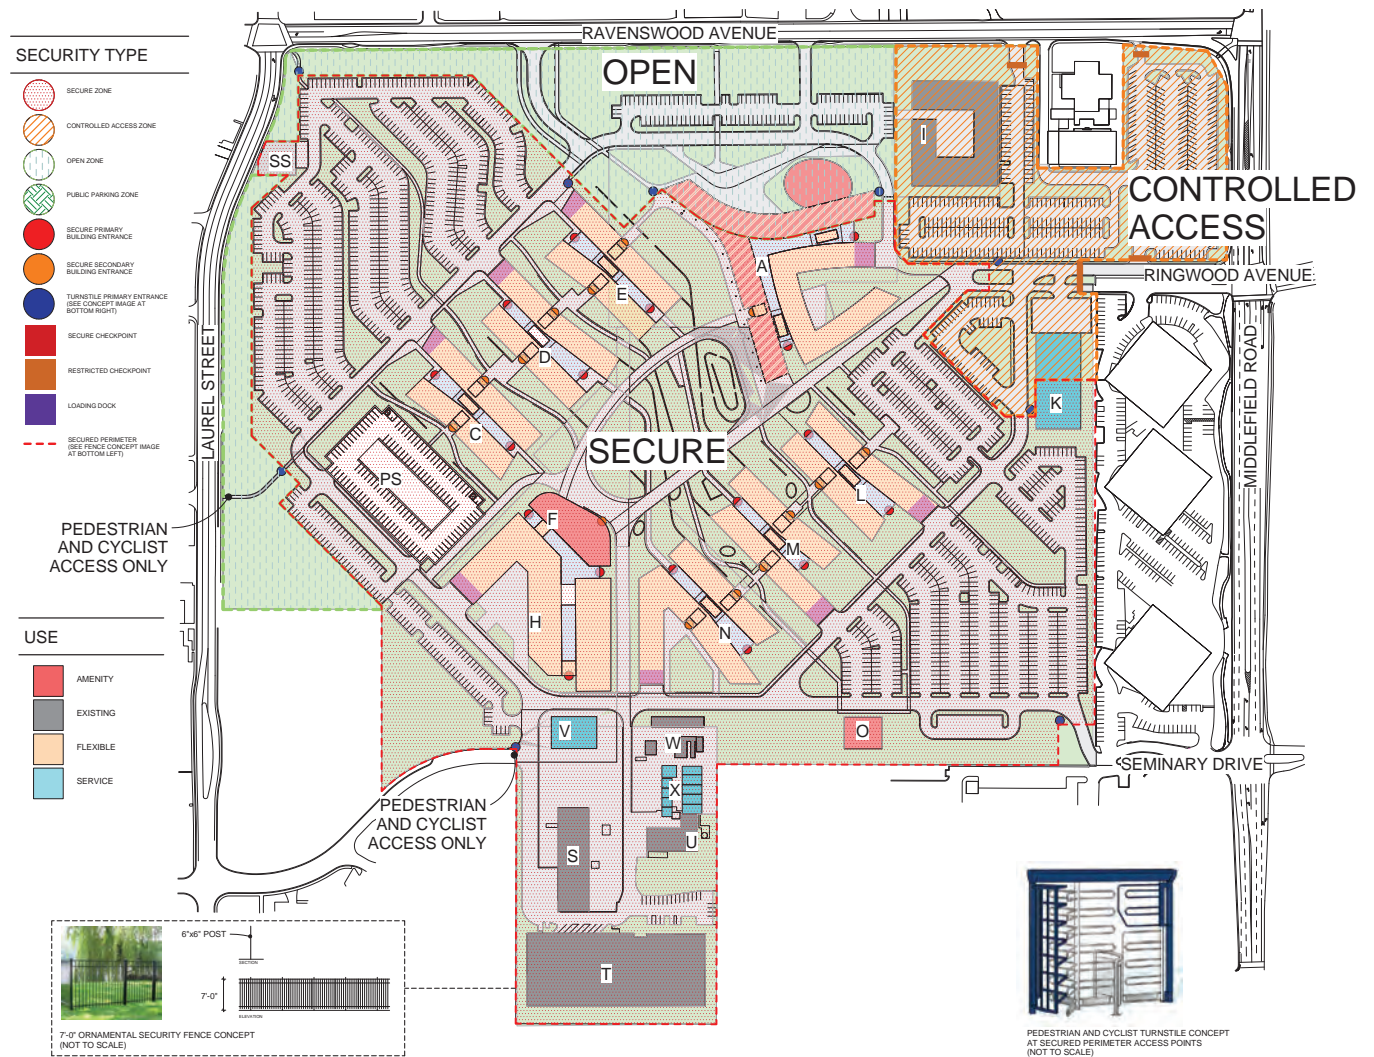 RAVENSWOOD AVENUE
SECURITY TYPE
SECURE ZONE
CONTROLLED ACCESS ZONE
OPEN ZONE
PUBLIC PARKING ZONE
SECURE PRIMARY
BUILDING ENTRANCE
SECURE SECONDARY
BUILDING ENTRANCE
TURNSTILE PRIMARY ENTRANCE
(SEE CONCEPT IMAGE AT
BOTTOM RIGHT)
SECURE CHECKPOINT
RESTRICTED CHECKPOINT
LOADING DOCK
SECURED PERIMETER
(SEE FENCE CONCEPT IMAGE
AT BOTTOM LEFT)
OPEN
SS
I
CONTROLLED
ACCESS
A
RINGWOOD AVENUE
E
D
LAUREL STREET
MIDDLEFIELD ROAD
K
C
SECURE
PS
L
F
PEDESTRIAN
AND CYCLIST
ACCESS ONLY
M
H
N
USE
AMENITY
EXISTING
FLEXIBLE
SERVICE
V
O
W
SEMINARY DRIVE
X
PEDESTRIAN
AND CYCLIST
ACCESS ONLY
U
S
T
6"x6" POST
SECTION
7'-0"
ELEVATION
7'-0" ORNAMENTAL SECURITY FENCE CONCEPT
(NOT TO SCALE)
PEDESTRIAN AND CYCLIST TURNSTILE CONCEPT
AT SECURED PERIMETER ACCESS POINTS
(NOT TO SCALE)